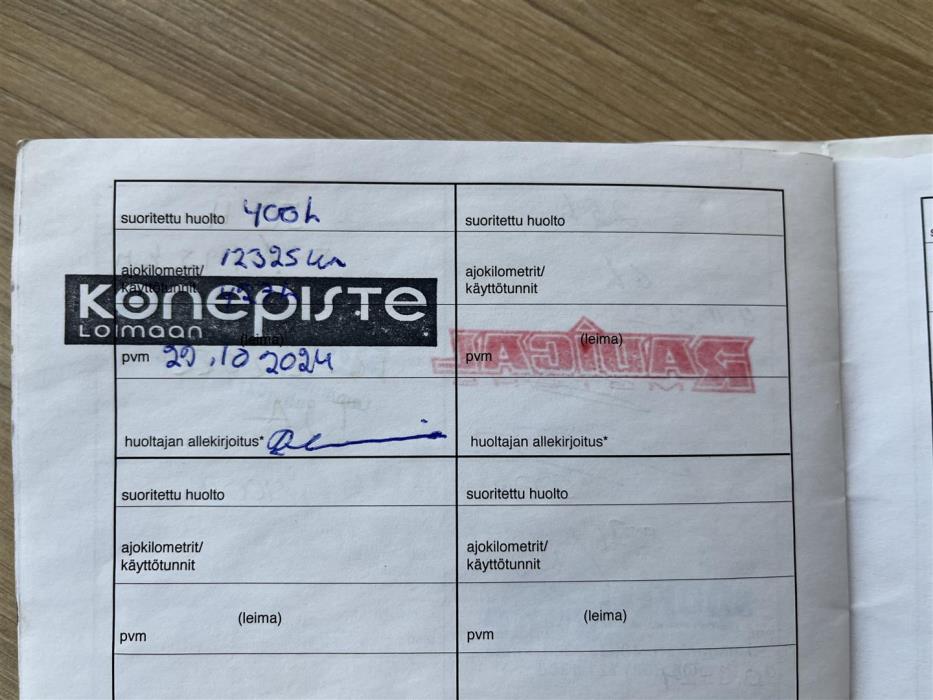 suoritettu huolto 400h
ajokilometrit/ 12325 km
käyttötunnit
Konepiste
Loimaan
(leima)
pvm 29.10 2024
huoltajan allekirjoitus*
suoritettu huolto
ajokilometrit/
käyttötunnit
(leima)
pvm
huoltajan allekirjoitus*
suoritettu huolto
ajokilometrit/
käyttötunnit
(leima)
pvm
suoritettu huolto
ajokilometrit/
käyttötunnit
(leima)
pvm